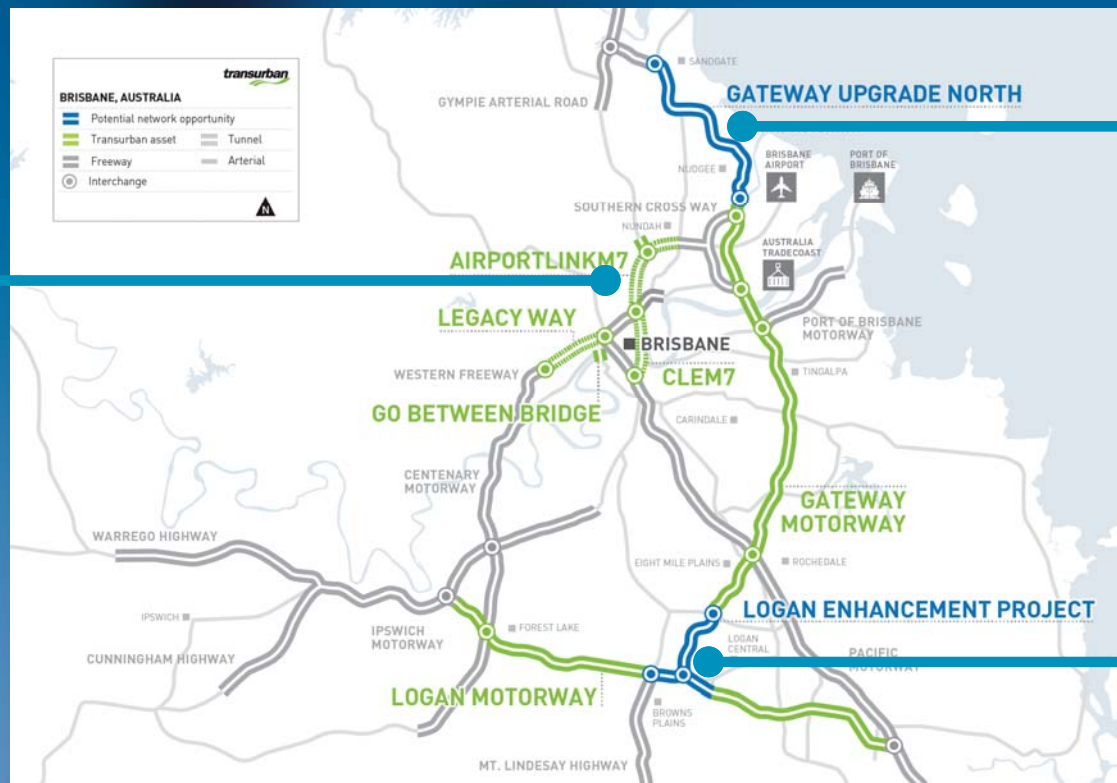 transurban
BRISBANE, AUSTRALIA
Potential network opportunity
Transurban asset
Tunnel
Freeway
Arterial
Interchange
N
SANDGATE
GYMPIE ARTERIAL ROAD
GATEWAY UPGRADE NORTH
NUDGEE
BRISBANE
AIRPORT
PORT OF
BRISBANE
SOUTHERN CROSS WAY
NUNDAH
AUSTRALIA
TRADECOAST
AIRPORTLINKM7
LEGACY WAY
PORT OF BRISBANE
MOTORWAY
BRISBANE
WESTERN FREEWAY
CLEM7
TINGALPA
GO BETWEEN BRIDGE
CARINDALE
CENTENARY
MOTORWAY
GATEWAY
MOTORWAY
WARREGO HIGHWAY
EIGHT MILE PLAINS
ROCHEDALE
IPSWICH
LOGAN ENHANCEMENT PROJECT
IPSWICH
MOTORWAY
FOREST LAKE
LOGAN
CENTRAL
PACIFIC
MOTORWAY
CUNNINGHAM HIGHWAY
LOGAN MOTORWAY
BROWNS
PLAINS
MT. LINDESAY HIGHWAY